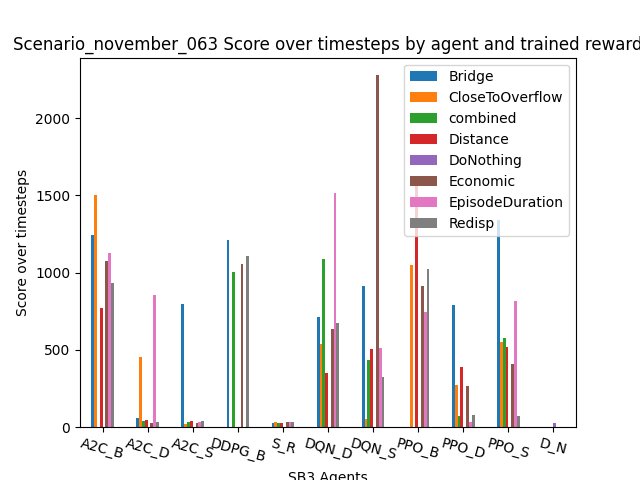 Scenario_november_063 Score over timesteps by agent and trained reward
Score over timesteps
2000
1500
1000
500
0
Bridge
CloseToOverflow
combined
Distance
DoNothing
Economic
EpisodeDuration
Redisp
A2C_B A2C_D A2C_S DDPG_B S_R DQN_D DQN_S PPO_B PPO_D PPO_S D_N
SB3 Agents